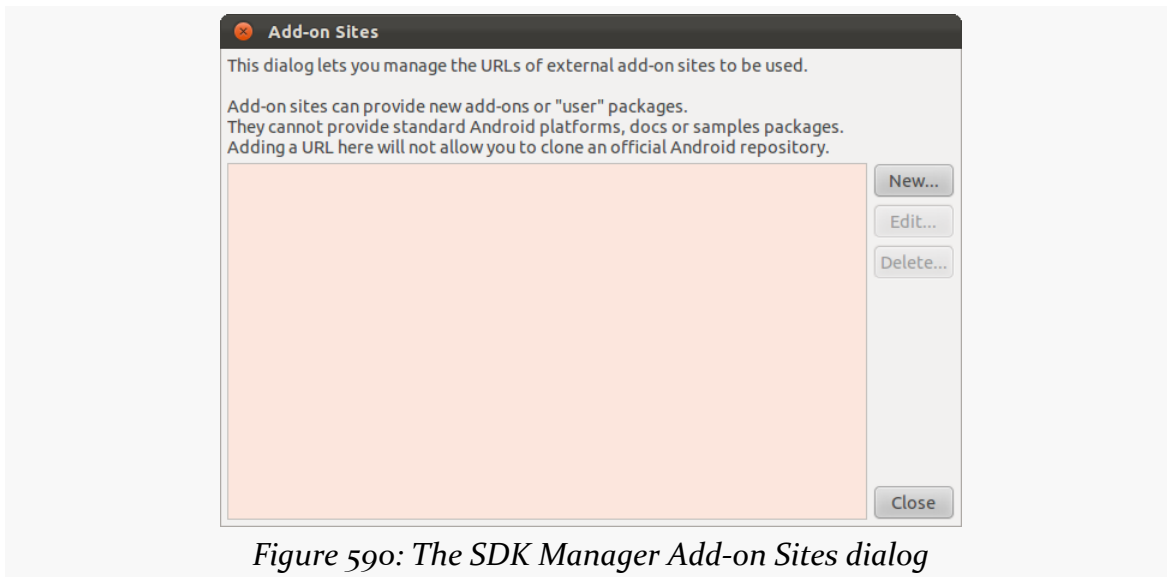 Add-on Sites
This dialog lets you manage the URLs of external add-on sites to be used.
Add-on sites can provide new add-ons or "user" packages.
They cannot provide standard Android platforms, docs or samples packages.
Adding a URL here will not allow you to clone an official Android repository.
New...
Edit...
Delete...
Close
Figure 590: The SDK Manager Add-on Sites dialog